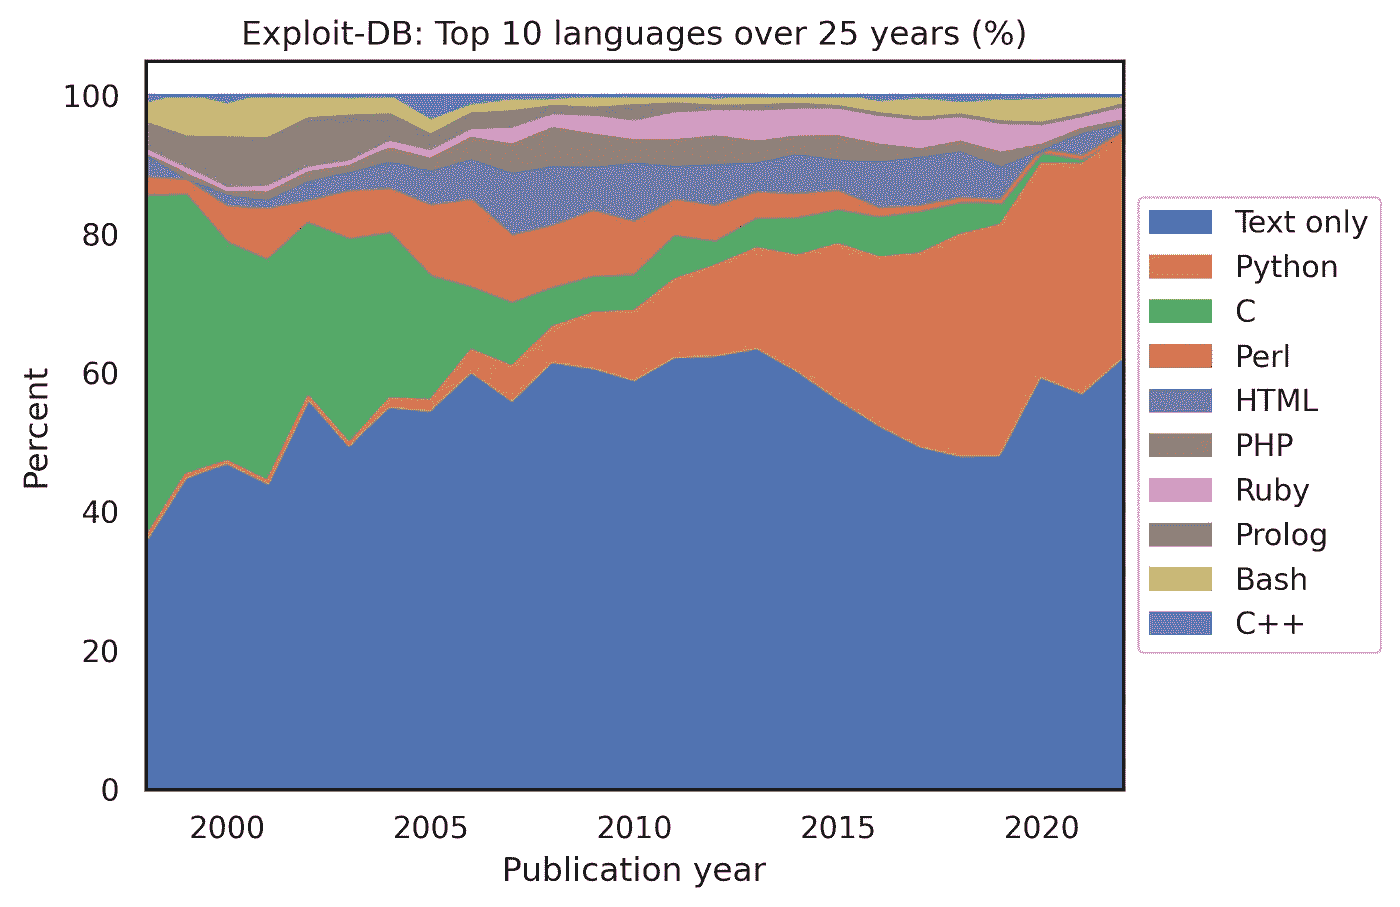 Exploit-DB: Top 10 languages over 25 years (%)
100
80
60
40
20
0
Percent
2000 2005 2010 2015 2020
Publication year
Text only
Python
C
Perl
HTML
PHP
Ruby
Prolog
Bash
C++